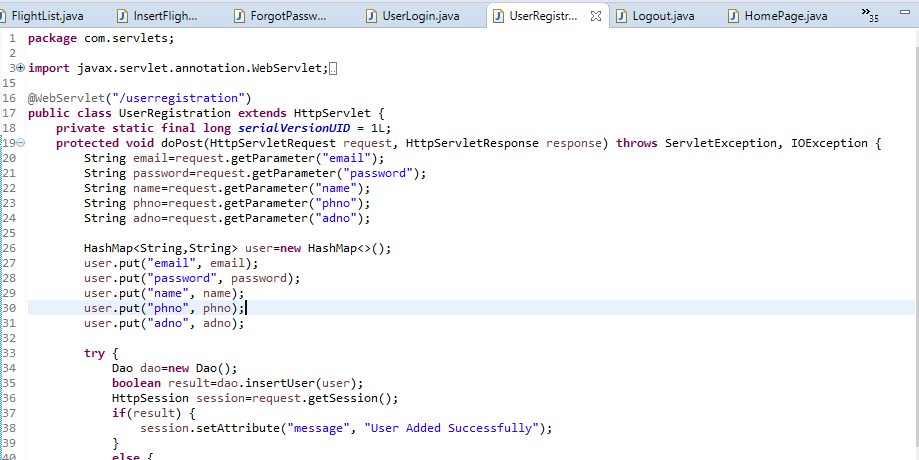 FlightList.java InsertFligh... ForgotPassw... UserLogin.java UserRegistr... Logout.java HomePage.java »35
1 package com.servlets;
2
3 import javax.servlet.annotation.WebServlet;
15
16 @WebServlet("/userregistration")
17 public class UserRegistration extends HttpServlet {
18 private static final long serialVersionUID = 1L;
19 protected void doPost(HttpServletRequest request, HttpServletResponse response) throws ServletException, IOException {
20 String email=request.getParameter("email");
21 String password=request.getParameter("password");
22 String name=request.getParameter("name");
23 String phno=request.getParameter("phno");
24 String adno=request.getParameter("adno");
25
26 HashMap<String,String> user=new HashMap<>();
27 user.put("email", email);
28 user.put("password", password);
29 user.put("name", name);
30 user.put("phno", phno);
31 user.put("adno", adno);
32
33 try {
34 Dao dao=new Dao();
35 boolean result=dao.insertUser(user);
36 HttpSession session=request.getSession();
37 if(result) {
38 session.setAttribute("message", "User Added Successfully");
39 }
40 else {